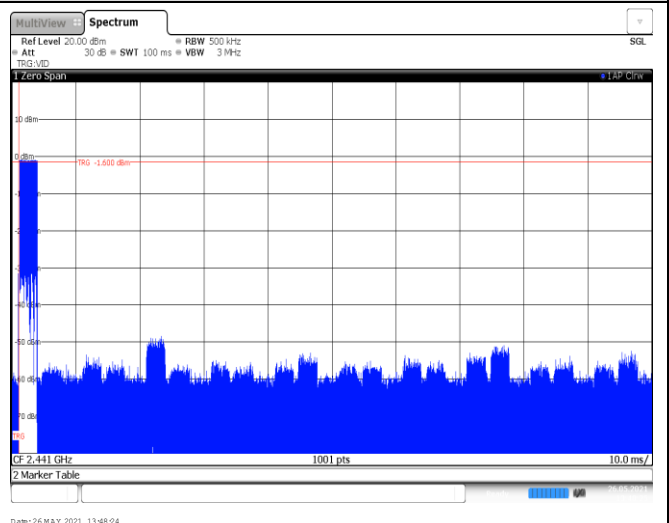 MultiView Spectrum
Ref Level 20.00 dBm RBW 500 kHz SGL
Att 30 dB SWT 100 ms VBW 3 MHz
TRG:VID
1 Zero Span 1AP Clrw
10 dBm
0 dBm
TRG -1.600 dBm
-50 dBm
TRG
CF 2.441 GHz 1001 pts 10.0 ms/
2 Marker Table
Date: 26 MAY 2021 13:48:24